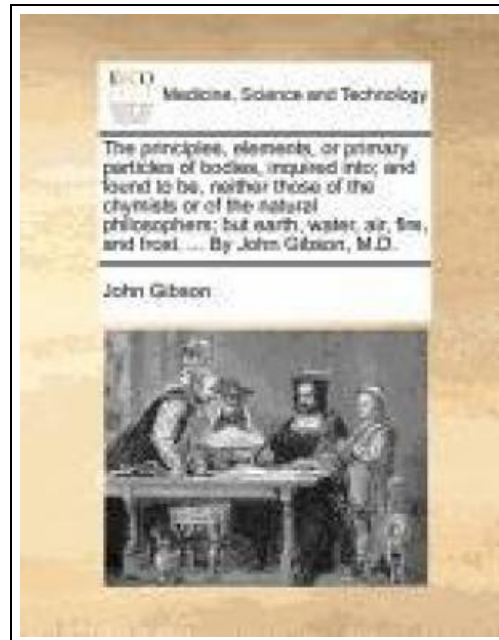 ECCO
Medicine, Science and Technology
The principles, elements, or primary
particles of bodies, inquired into; and
found to be, neither those of the
chymists or of the natural
philosophers; but earth, water, air, fire,
and frost. ... By John Gibson, M.D.
John Gibson